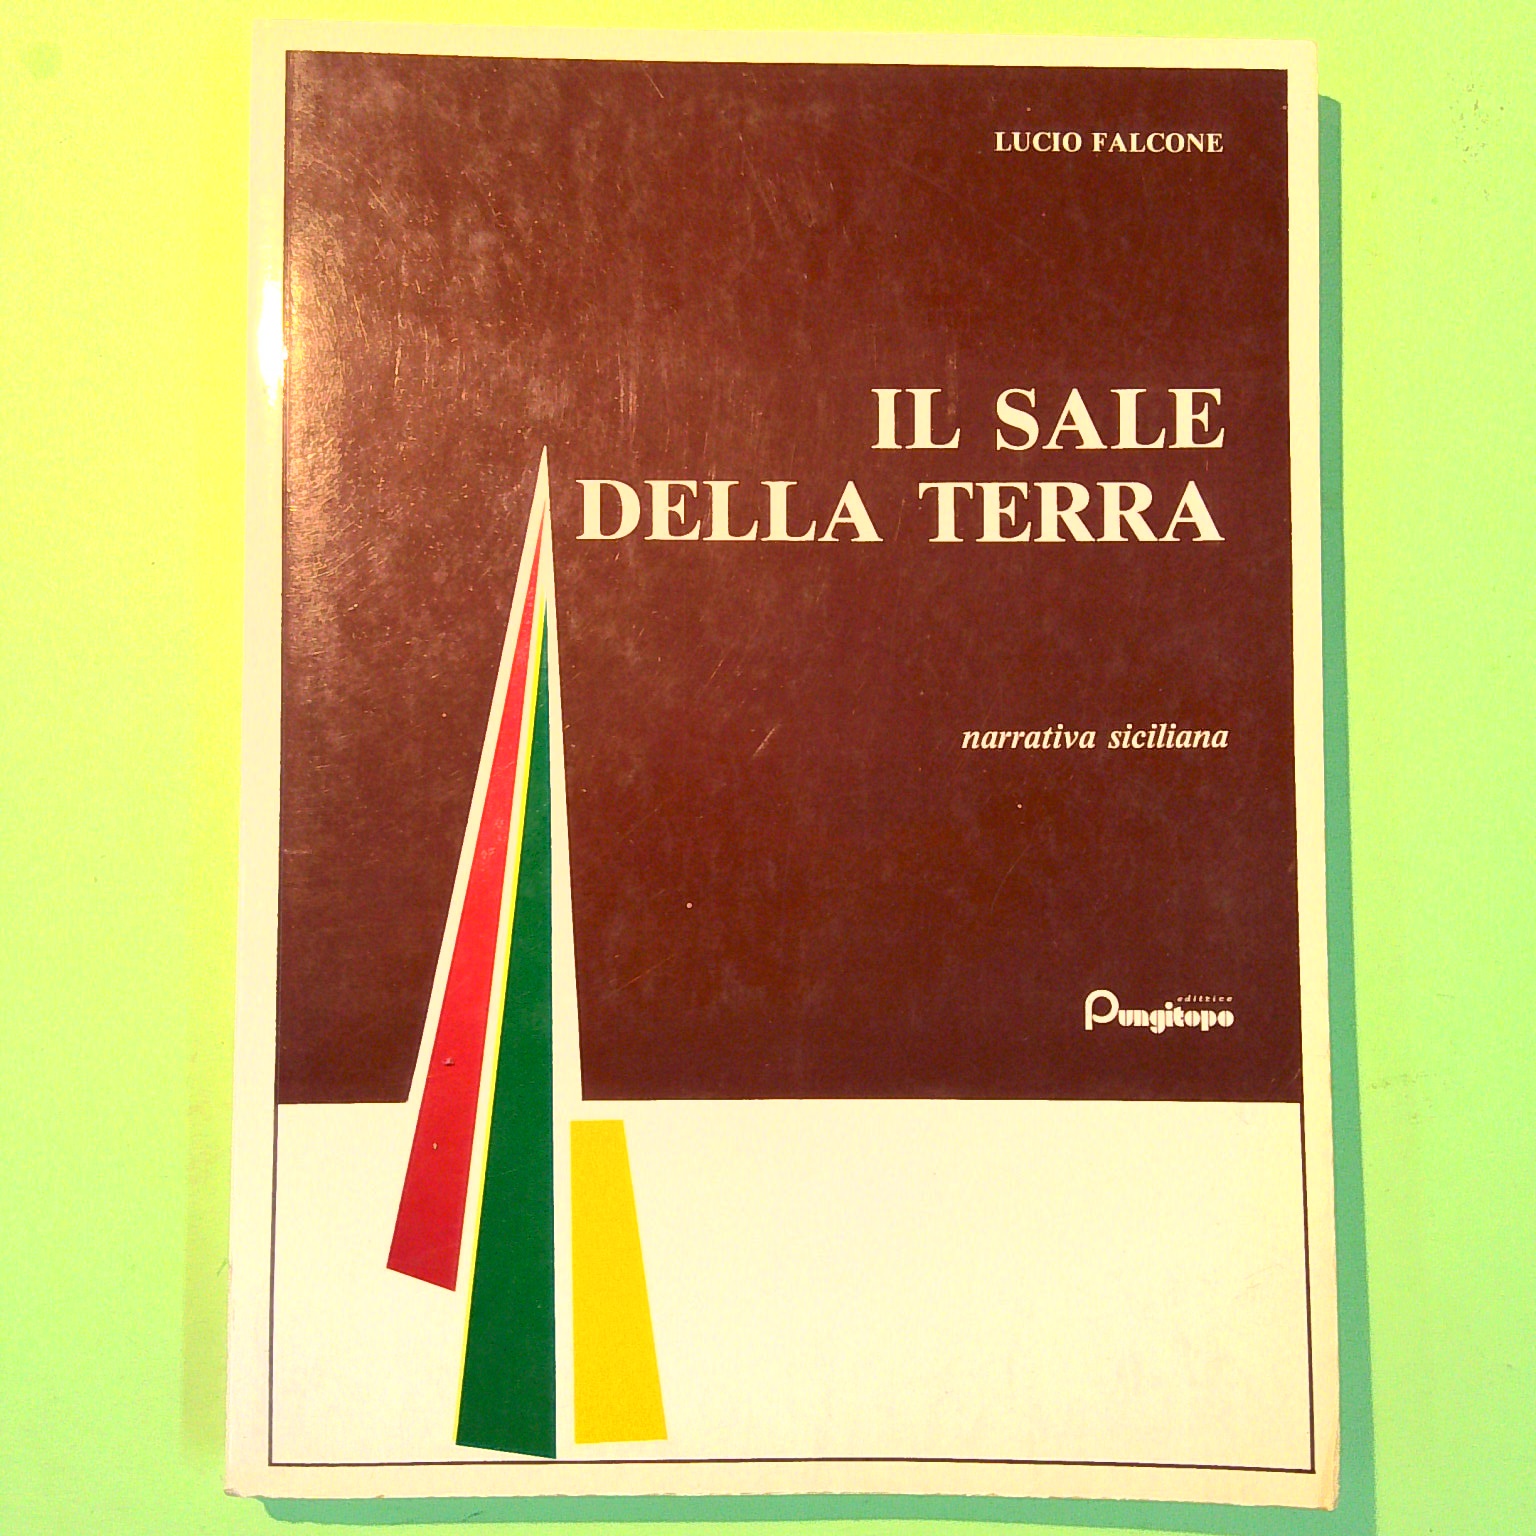 LUCIO FALCONE
IL SALE
DELLA TERRA
narrativa siciliana
editrice
Pungitopo